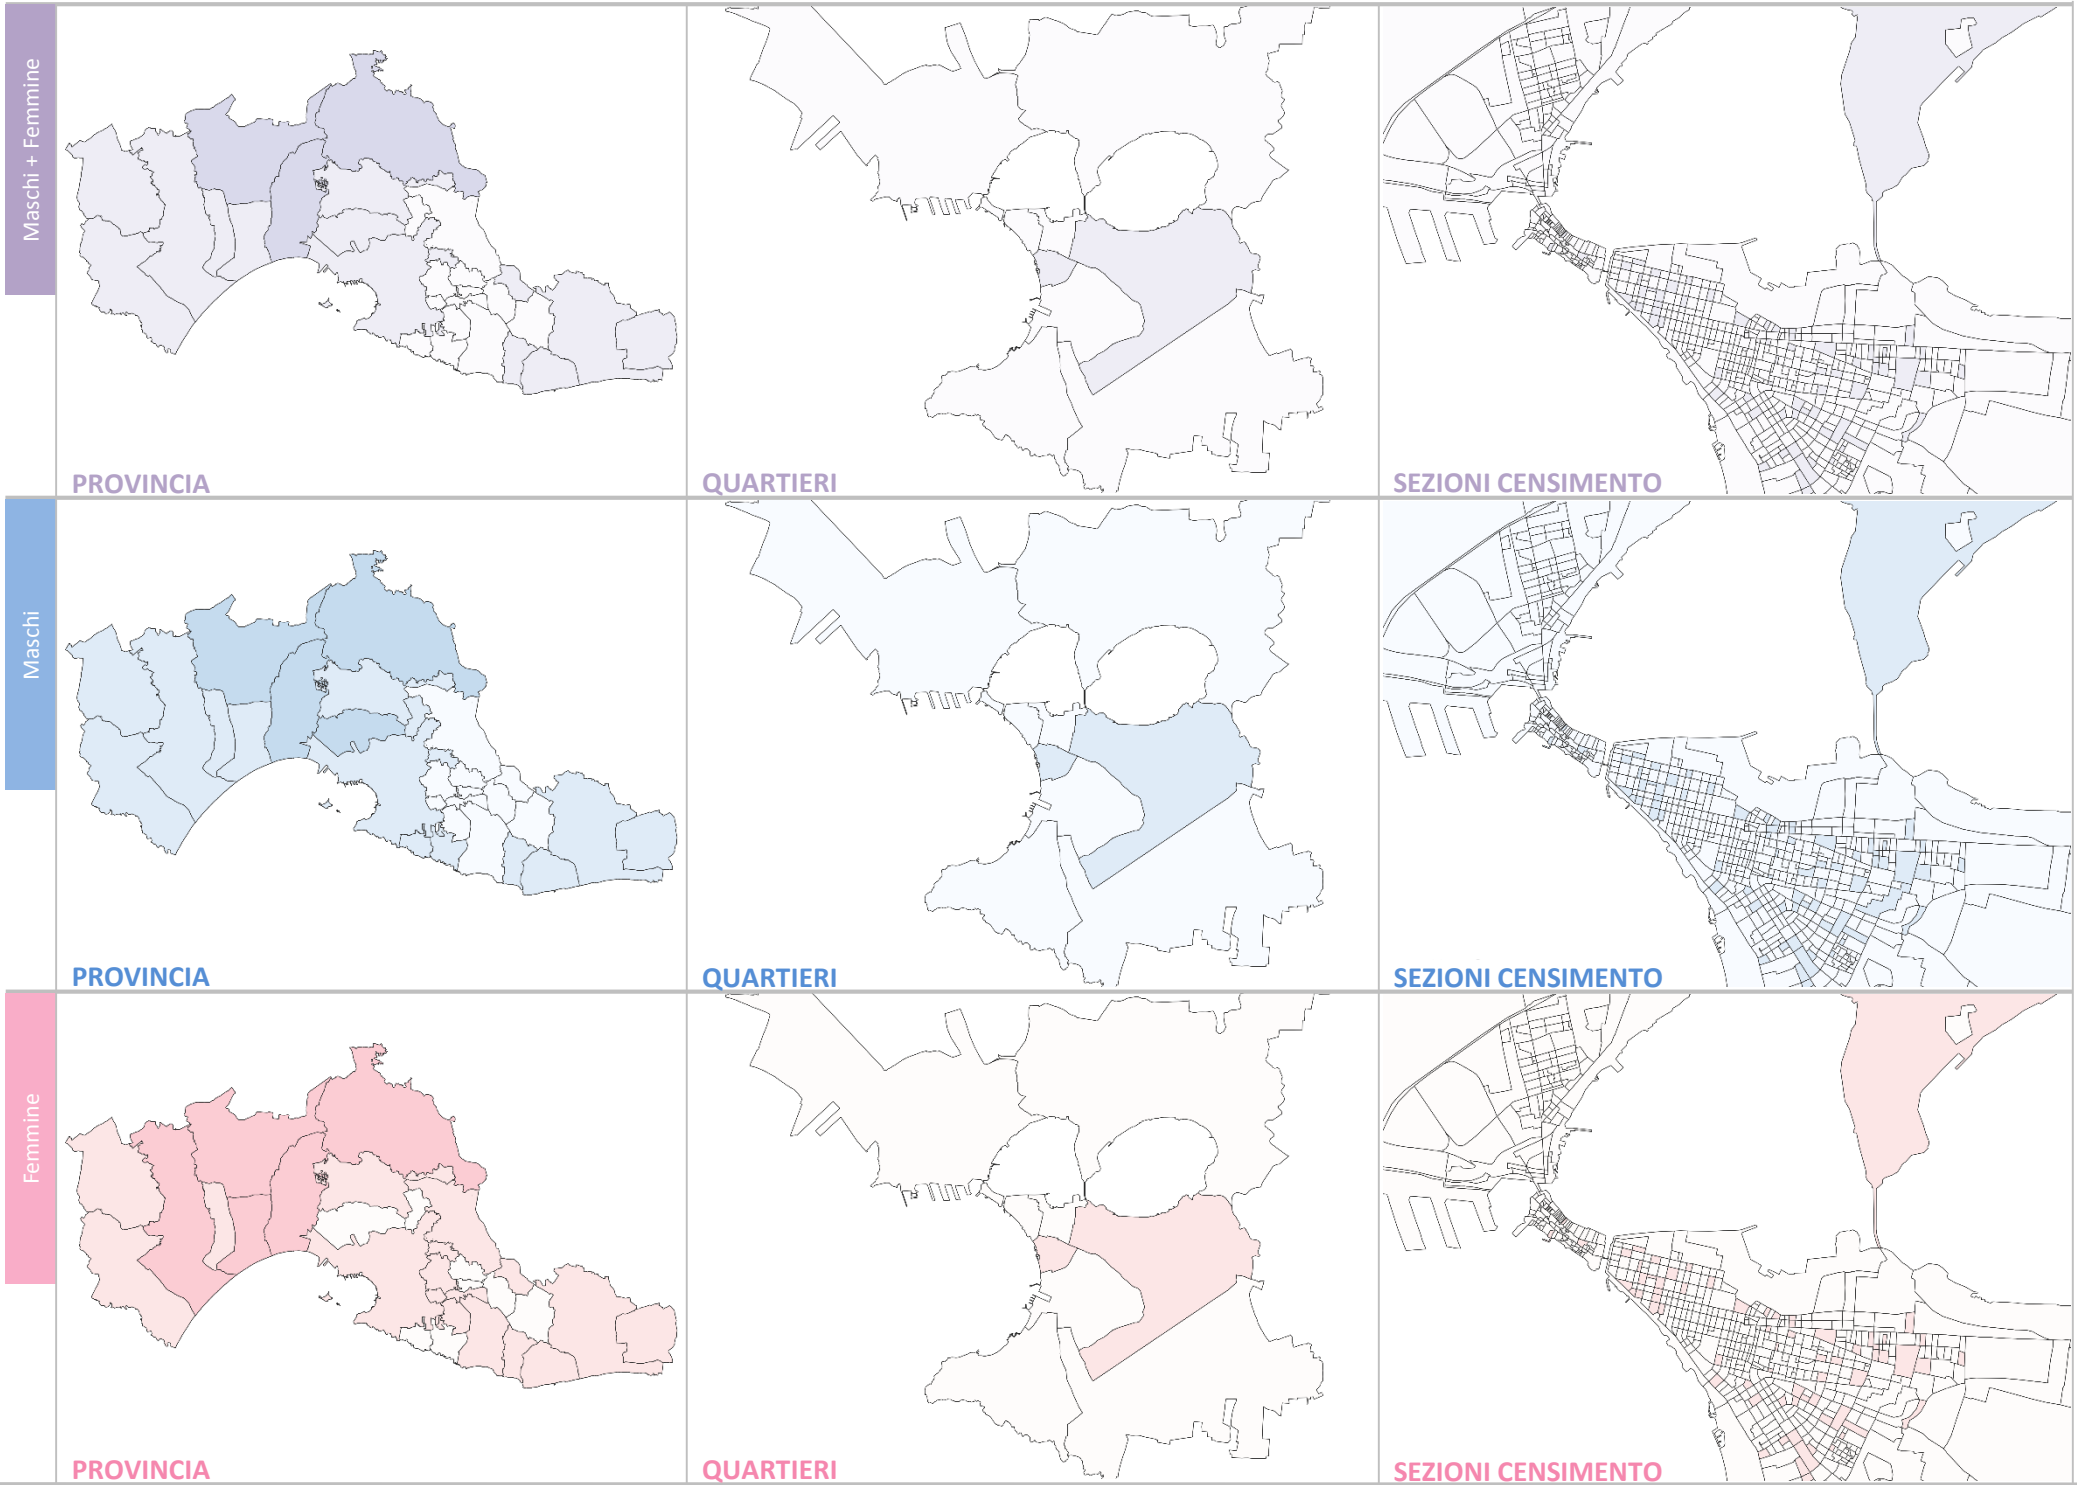 Maschi + Femmine
PROVINCIA
QUARTIERI
SEZIONI CENSIMENTO
Maschi
PROVINCIA
QUARTIERI
SEZIONI CENSIMENTO
Femmine
PROVINCIA
QUARTIERI
SEZIONI CENSIMENTO